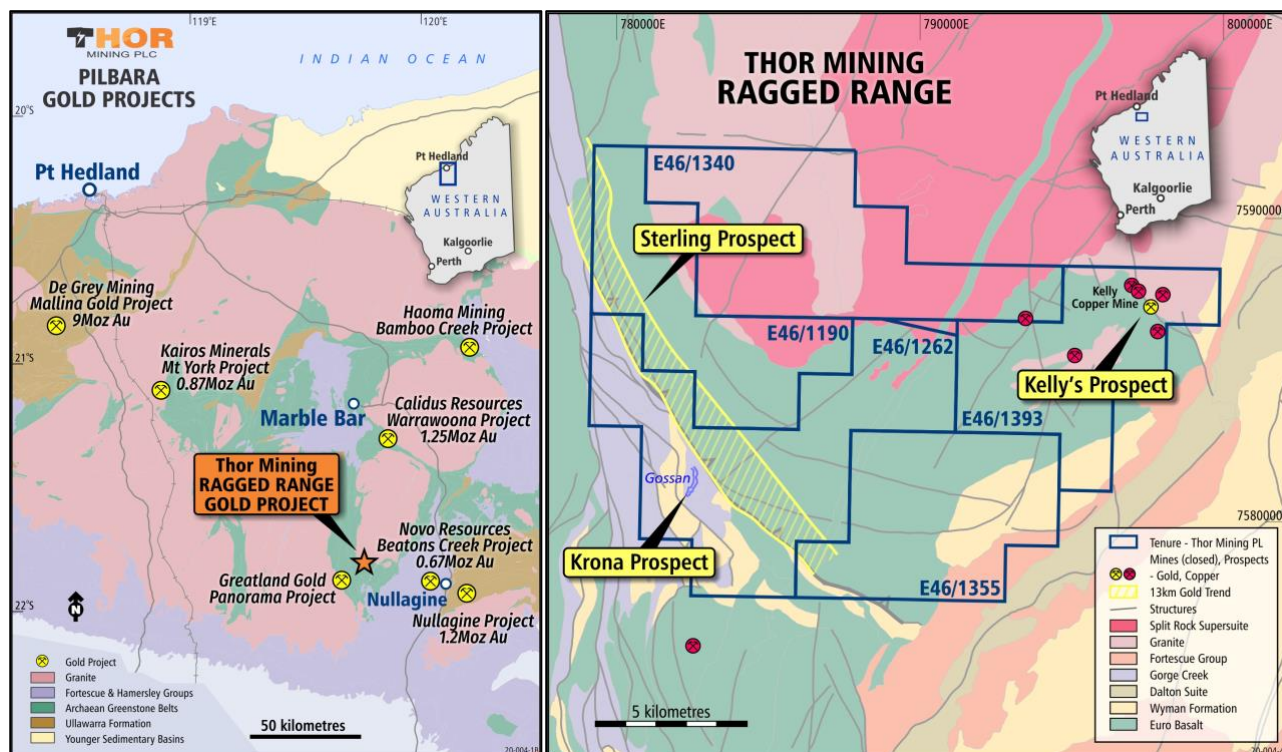 119°E
120°E
THOR
MINING PLC
PILBARA
GOLD PROJECTS
INDIAN OCEAN
20°S
Pt Hedland
Pt Hedland
WESTERN
AUSTRALIA
Kalgoorlie
Perth
De Grey Mining
Mallina Gold Project
9Moz Au
Haoma Mining
Bamboo Creek Project
21°S
Kairos Minerals
Mt York Project
0.87Moz Au
Marble Bar
Calidus Resources
Warrawoona Project
1.25Moz Au
Thor Mining
RAGGED RANGE
GOLD PROJECT
Novo Resources
Beatons Creek Project
0.67Moz Au
Greatland Gold
Panorama Project
Nullagine
Nullagine Project
1.2Moz Au
22°S
N
Gold Project
Granite
Fortescue & Hamersley Groups
Archaean Greenstone Belts
Ullawarra Formation
Younger Sedimentary Basins
50 kilometres
20-004-18
780000E
790000E
800000E
THOR MINING
RAGGED RANGE
Pt Hedland
WESTERN
AUSTRALIA
Kalgoorlie
Perth
E46/1340
7590000
Sterling Prospect
Kelly
Copper Mine
E46/1190
E46/1262
Kelly's Prospect
E46/1393
Gossan
7580000
Krona Prospect
E46/1355
5 kilometres
Tenure - Thor Mining PL
Mines (closed), Prospects
- Gold, Copper
13km Gold Trend
Structures
Split Rock Supersuite
Granite
Fortescue Group
Gorge Creek
Dalton Suite
Wyman Formation
Euro Basalt